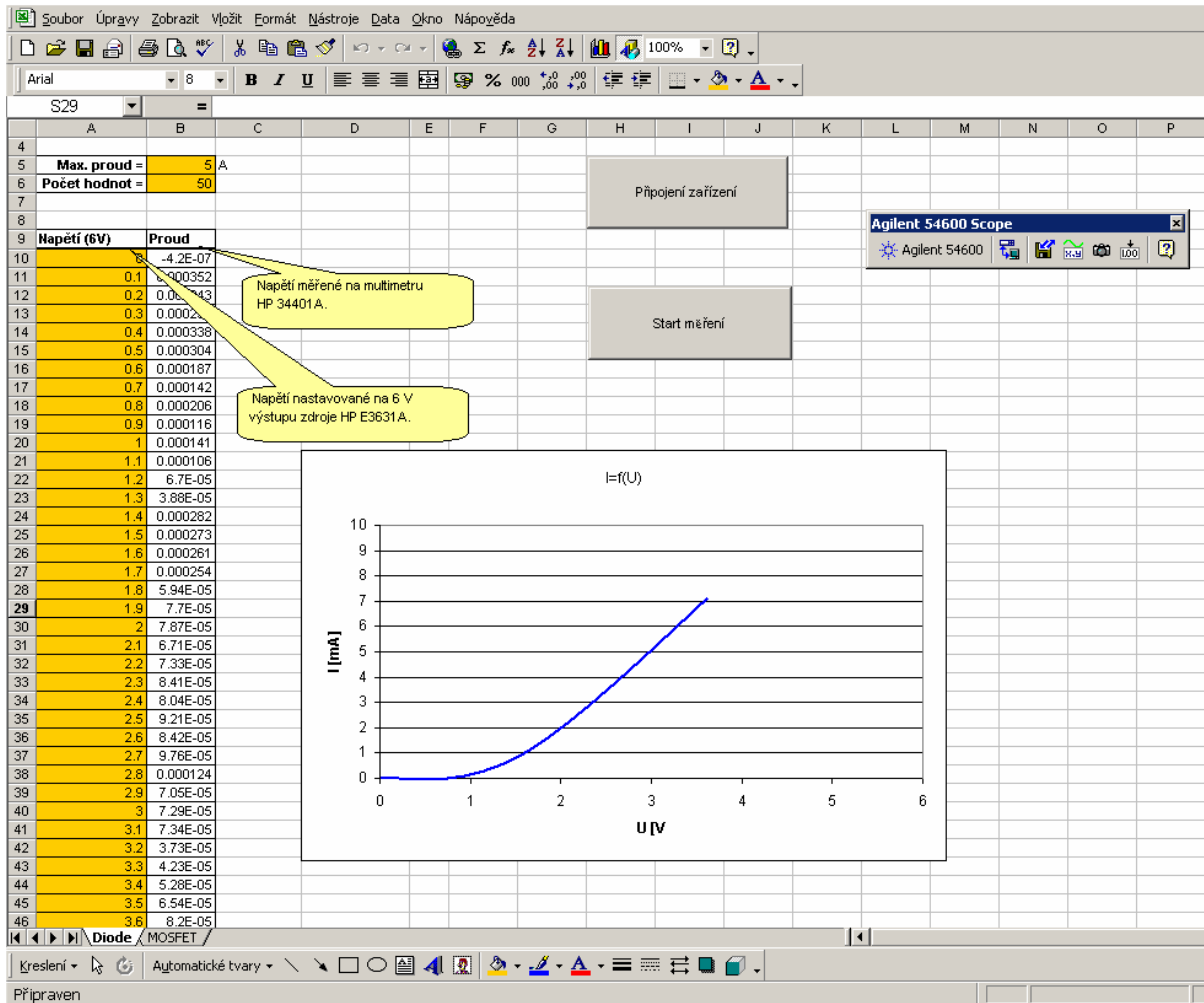 Soubor Úpravy Zobrazit Vložit Formát Nástroje Data Okno Nápověda
100%
Arial 8 B I U % 000
S29 =
A B C D E F G H I J K L M N O P
4
5 Max. proud = 5 A
6 Počet hodnot = 50
7
8
9 Napětí (6V) Proud
10 0 -4.2E-07
11 0.1 0.000352
12 0.2
13 0.3
14 0.4 0.000338
15 0.5 0.000304
16 0.6 0.000187
17 0.7 0.000142
18 0.8 0.000206
19 0.9 0.000116
20 1 0.000141
21 1.1 0.000106
22 1.2 6.7E-05
23 1.3 3.88E-05
24 1.4 0.000282
25 1.5 0.000273
26 1.6 0.000261
27 1.7 0.000254
28 1.8 5.94E-05
29 1.9 7.7E-05
30 2 7.87E-05
31 2.1 6.71E-05
32 2.2 7.33E-05
33 2.3 8.41E-05
34 2.4 8.04E-05
35 2.5 9.21E-05
36 2.6 8.42E-05
37 2.7 9.76E-05
38 2.8 0.000124
39 2.9 7.05E-05
40 3 7.29E-05
41 3.1 7.34E-05
42 3.2 3.73E-05
43 3.3 4.23E-05
44 3.4 5.28E-05
45 3.5 6.54E-05
46 3.6 8.2E-05
Připojení zařízení
Agilent 54600 Scope
Agilent 54600
Napětí měřené na multimetru
HP 34401A.
Start měření
Napětí nastavované na 6 V
výstupu zdroje HP E3631A.
I=f(U)
10
9
8
7
6
5
4
3
2
1
0
I [mA]
0 1 2 3 4 5 6
U [V
Diode MOSFET
Kreslení Automatické tvary
Připraven